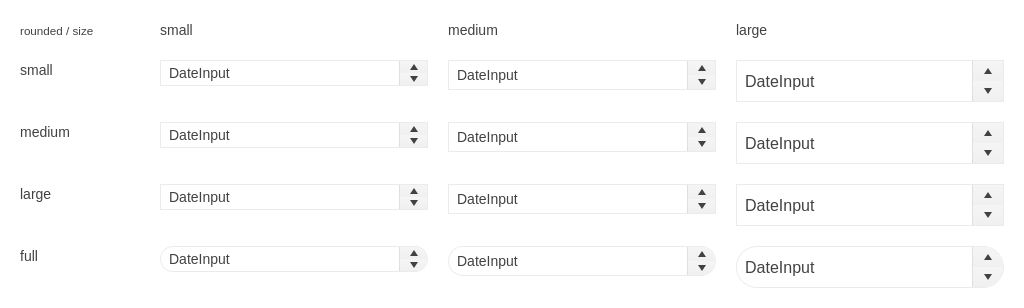 rounded / size small medium large
small DateInput DateInput DateInput
medium DateInput DateInput DateInput
large DateInput DateInput DateInput
full DateInput DateInput DateInput